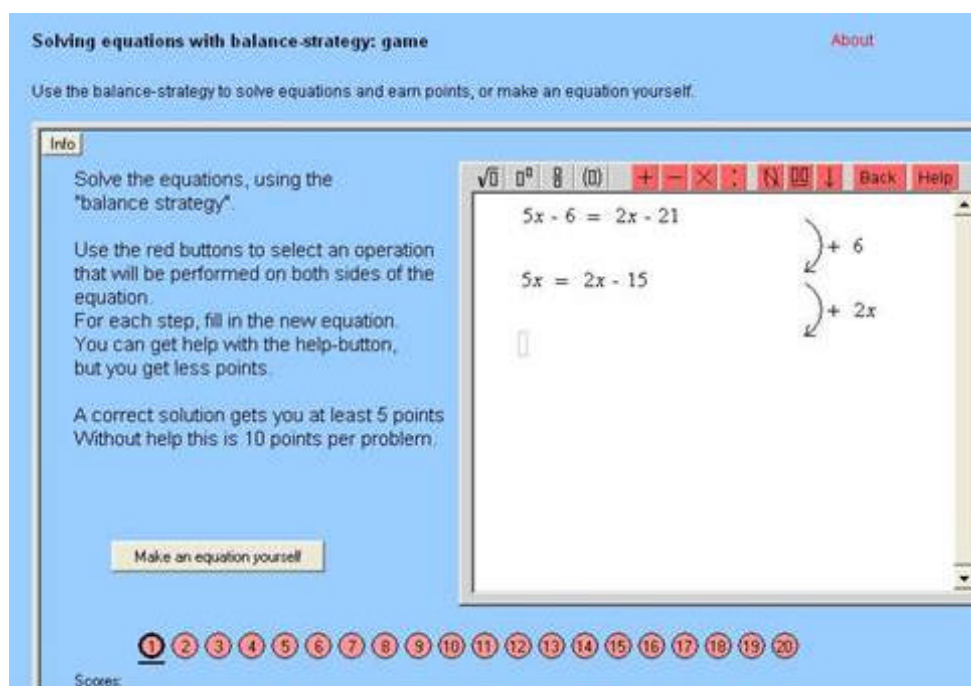 Solving equations with balance-strategy: game
About
Use the balance-strategy to solve equations and earn points, or make an equation yourself.
Info
Solve the equations, using the
"balance strategy".
Use the red buttons to select an operation
that will be performed on both sides of the
equation.
For each step, fill in the new equation.
You can get help with the help-button,
but you get less points.
A correct solution gets you at least 5 points
Without help this is 10 points per problem.
Make an equation yourself
+ − × : Back Help
5x - 6 = 2x - 21
+ 6
5x = 2x - 15
+ 2x
1 2 3 4 5 6 7 8 9 10 11 12 13 14 15 16 17 18 19 20
Scores: